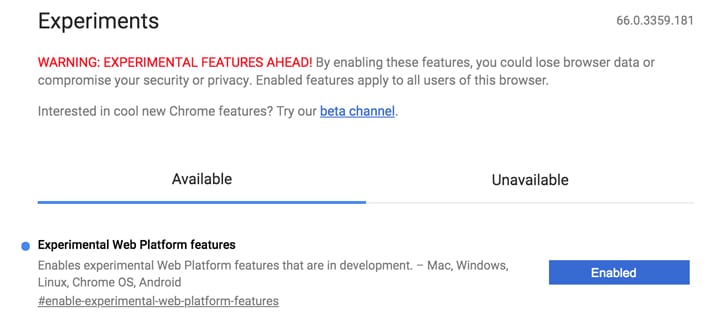 Experiments
66.0.3359.181
WARNING: EXPERIMENTAL FEATURES AHEAD! By enabling these features, you could lose browser data or
compromise your security or privacy. Enabled features apply to all users of this browser.
Interested in cool new Chrome features? Try our beta channel.
Available
Unavailable
Experimental Web Platform features
Enables experimental Web Platform features that are in development. – Mac, Windows,
Linux, Chrome OS, Android
#enable-experimental-web-platform-features
Enabled